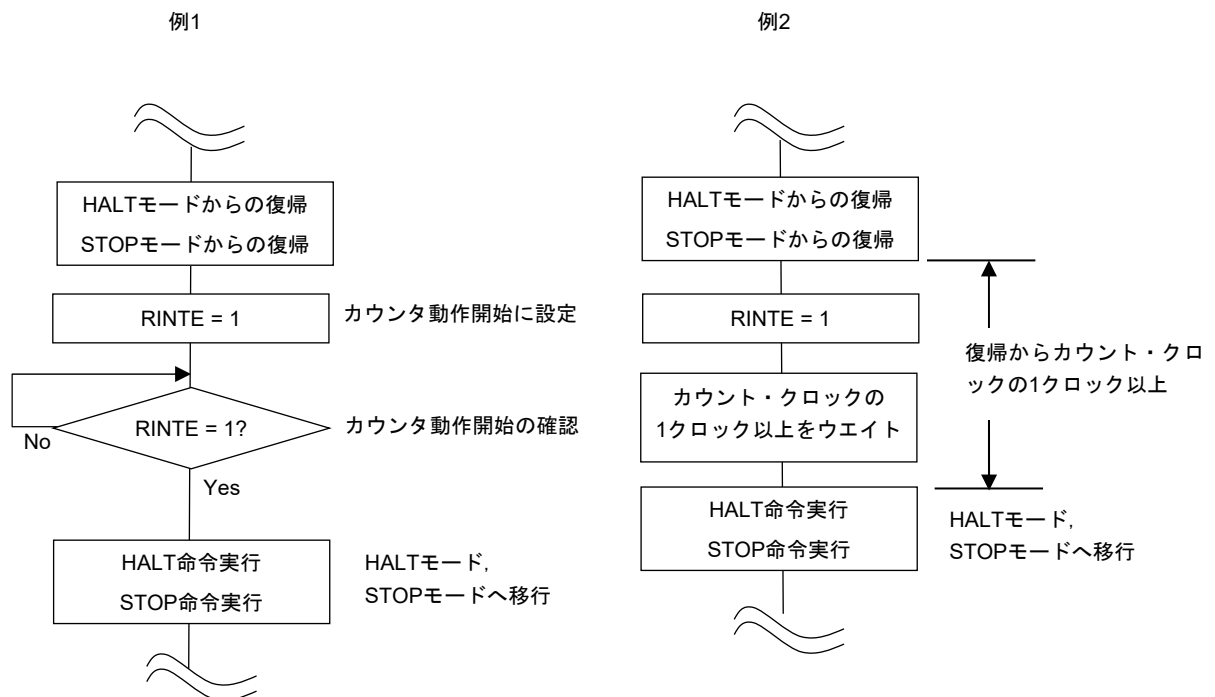 例1
HALTモードからの復帰
STOPモードからの復帰
RINTE = 1
カウンタ動作開始に設定
RINTE = 1?
カウンタ動作開始の確認
No
Yes
HALT命令実行
STOP命令実行
HALTモード,
STOPモードへ移行
例2
HALTモードからの復帰
STOPモードからの復帰
RINTE = 1
復帰からカウント・クロ
ックの1クロック以上
カウント・クロックの
1クロック以上をウエイト
HALT命令実行
STOP命令実行
HALTモード,
STOPモードへ移行